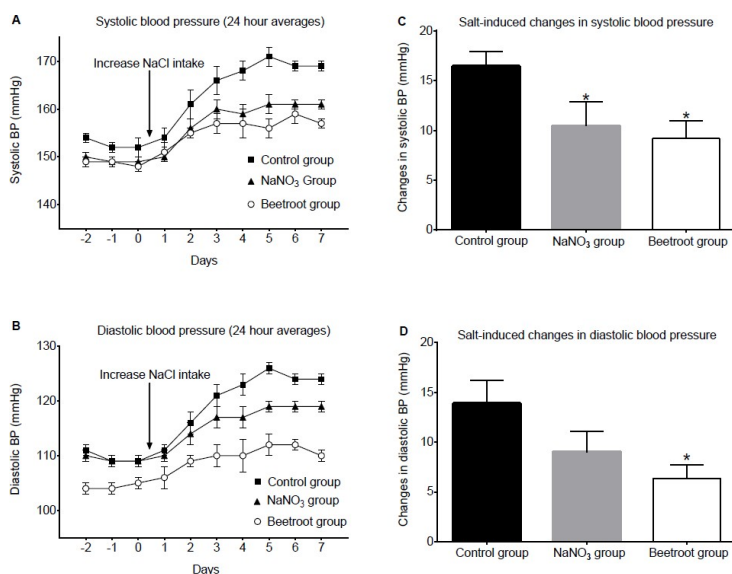 A
Systolic blood pressure (24 hour averages)
Systolic BP (mmHg)
170
160
150
140
Increase NaCl intake
Control group
NaNO₃ Group
Beetroot group
-2 -1 0 1 2 3 4 5 6 7
Days
C
Salt-induced changes in systolic blood pressure
Changes in systolic BP (mmHg)
20
15
10
5
0
*
*
Control group NaNO₃ group Beetroot group
B
Diastolic blood pressure (24 hour averages)
Diastolic BP (mmHg)
130
120
110
100
Increase NaCl intake
Control group
NaNO₃ group
Beetroot group
-2 -1 0 1 2 3 4 5 6 7
Days
D
Salt-induced changes in diastolic blood pressure
Changes in diastolic BP (mmHg)
20
15
10
5
0
*
Control group NaNO₃ group Beetroot group